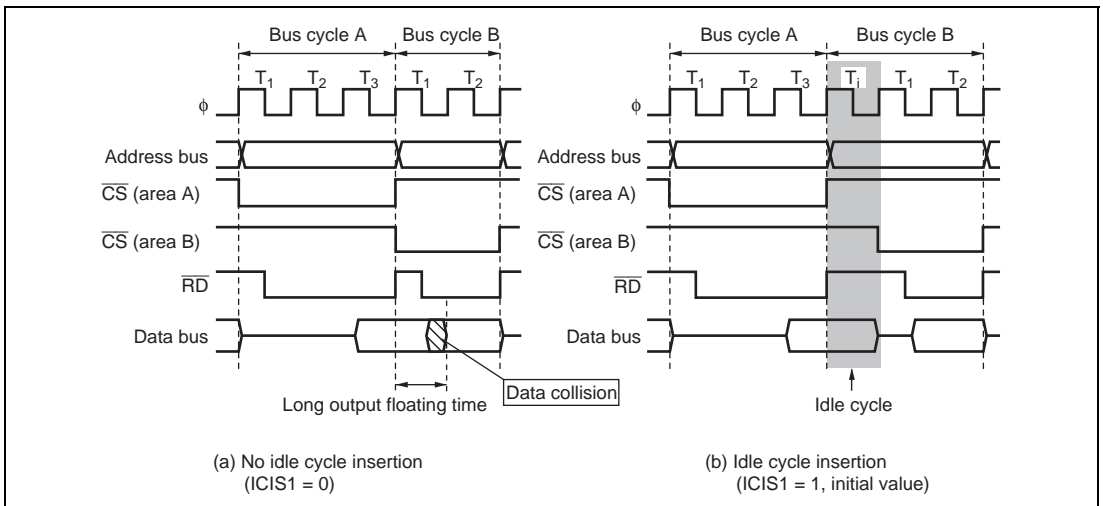 Bus cycle A
Bus cycle B
T1 T2 T3 T1 T2
ϕ
Address bus
CS (area A)
CS (area B)
RD
Data bus
Data collision
Long output floating time
(a) No idle cycle insertion
(ICIS1 = 0)
Bus cycle A
Bus cycle B
T1 T2 T3 Ti T1 T2
ϕ
Address bus
CS (area A)
CS (area B)
RD
Data bus
Idle cycle
(b) Idle cycle insertion
(ICIS1 = 1, initial value)